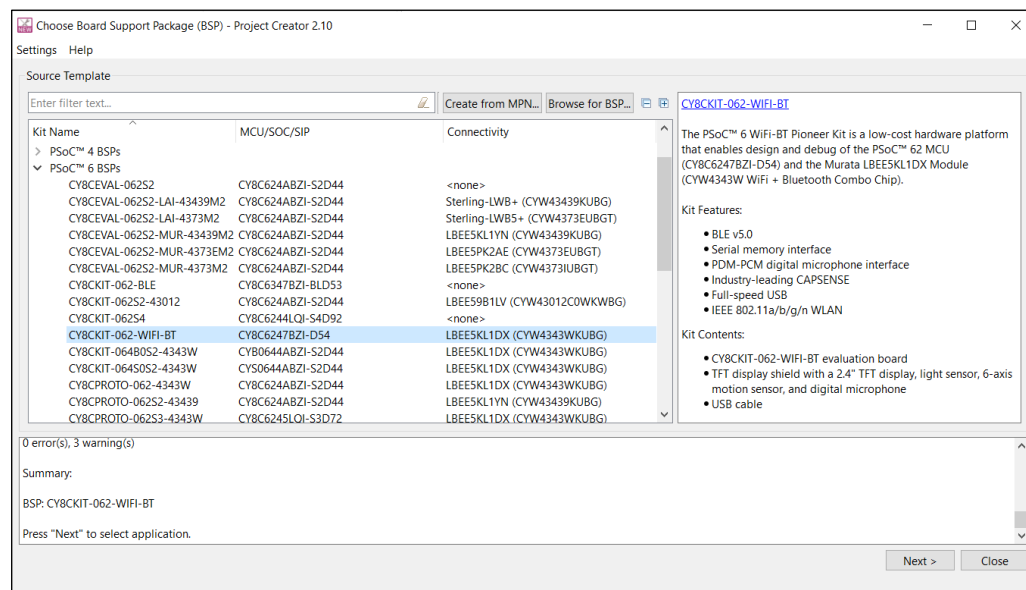 Choose Board Support Package (BSP) - Project Creator 2.10
Settings Help
Source Template
Enter filter text...
Create from MPN... Browse for BSP...
Kit Name MCU/SOC/SIP Connectivity
PSoC™ 4 BSPs
PSoC™ 6 BSPs
CY8CEVAL-062S2 CY8C624ABZI-S2D44 <none>
CY8CEVAL-062S2-LAI-43439M2 CY8C624ABZI-S2D44 Sterling-LWB+ (CYW43439KUBG)
CY8CEVAL-062S2-LAI-4373M2 CY8C624ABZI-S2D44 Sterling-LWB5+ (CYW4373EUBGT)
CY8CEVAL-062S2-MUR-43439M2 CY8C624ABZI-S2D44 LBEE5KL1YN (CYW43439KUBG)
CY8CEVAL-062S2-MUR-4373EM2 CY8C624ABZI-S2D44 LBEE5PK2AE (CYW4373EUBGT)
CY8CEVAL-062S2-MUR-4373M2 CY8C624ABZI-S2D44 LBEE5PK2BC (CYW4373IUBGT)
CY8CKIT-062-BLE CY8C6347BZI-BLD53 <none>
CY8CKIT-062S2-43012 CY8C624ABZI-S2D44 LBEE59B1LV (CYW43012C0WKWBG)
CY8CKIT-062S4 CY8C6244LQI-S4D92 <none>
CY8CKIT-062-WIFI-BT CY8C6247BZI-D54 LBEE5KL1DX (CYW4343WKUBG)
CY8CKIT-064B0S2-4343W CYB0644ABZI-S2D44 LBEE5KL1DX (CYW4343WKUBG)
CY8CKIT-064S0S2-4343W CYS0644ABZI-S2D44 LBEE5KL1DX (CYW4343WKUBG)
CY8CPROTO-062-4343W CY8C624ABZI-S2D44 LBEE5KL1DX (CYW4343WKUBG)
CY8CPROTO-062S2-43439 CY8C624ABZI-S2D44 LBEE5KL1YN (CYW43439KUBG)
CY8CPROTO-062S3-4343W CY8C6245LQI-S3D72 LBEE5KL1DX (CYW4343WKUBG)
CY8CKIT-062-WIFI-BT
The PSoC™ 6 WiFi-BT Pioneer Kit is a low-cost hardware platform
that enables design and debug of the PSoC™ 62 MCU
(CY8C6247BZI-D54) and the Murata LBEE5KL1DX Module
(CYW4343W WiFi + Bluetooth Combo Chip).
Kit Features:
• BLE v5.0
• Serial memory interface
• PDM-PCM digital microphone interface
• Industry-leading CAPSENSE
• Full-speed USB
• IEEE 802.11a/b/g/n WLAN
Kit Contents:
• CY8CKIT-062-WIFI-BT evaluation board
• TFT display shield with a 2.4" TFT display, light sensor, 6-axis
motion sensor, and digital microphone
• USB cable
0 error(s), 3 warning(s)
Summary:
BSP: CY8CKIT-062-WIFI-BT
Press "Next" to select application.
Next > Close